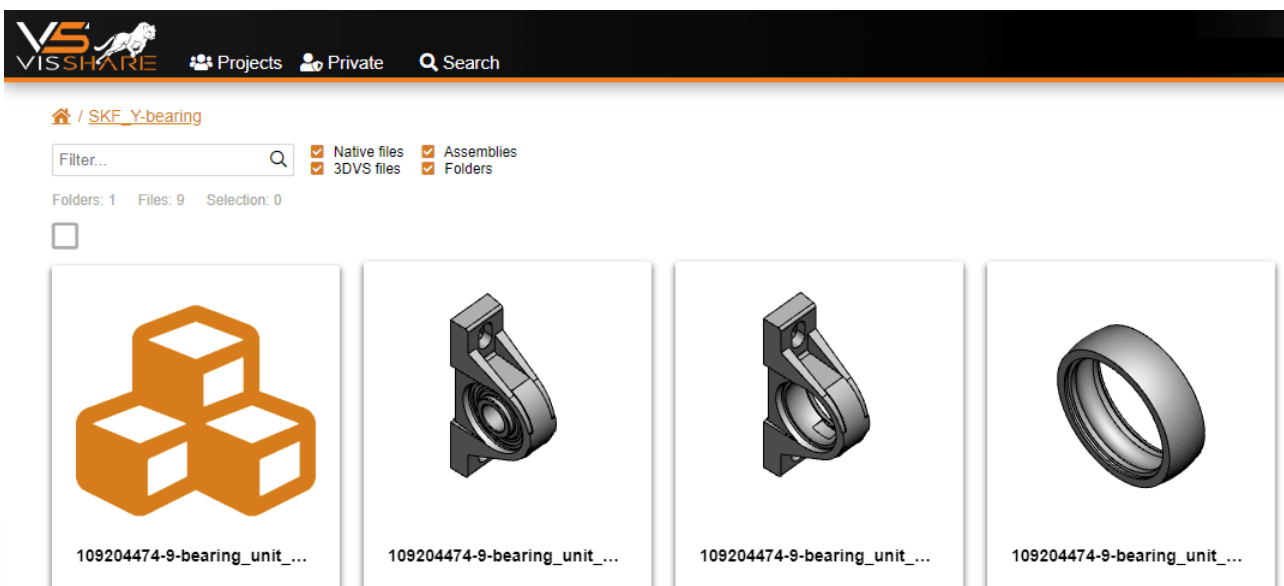 VS
VISSHARE
Projects Private Search
/ SKF_Y-bearing
Filter...
Native files Assemblies
3DVS files Folders
Folders: 1 Files: 9 Selection: 0
109204474-9-bearing_unit_... 109204474-9-bearing_unit_... 109204474-9-bearing_unit_... 109204474-9-bearing_unit_...